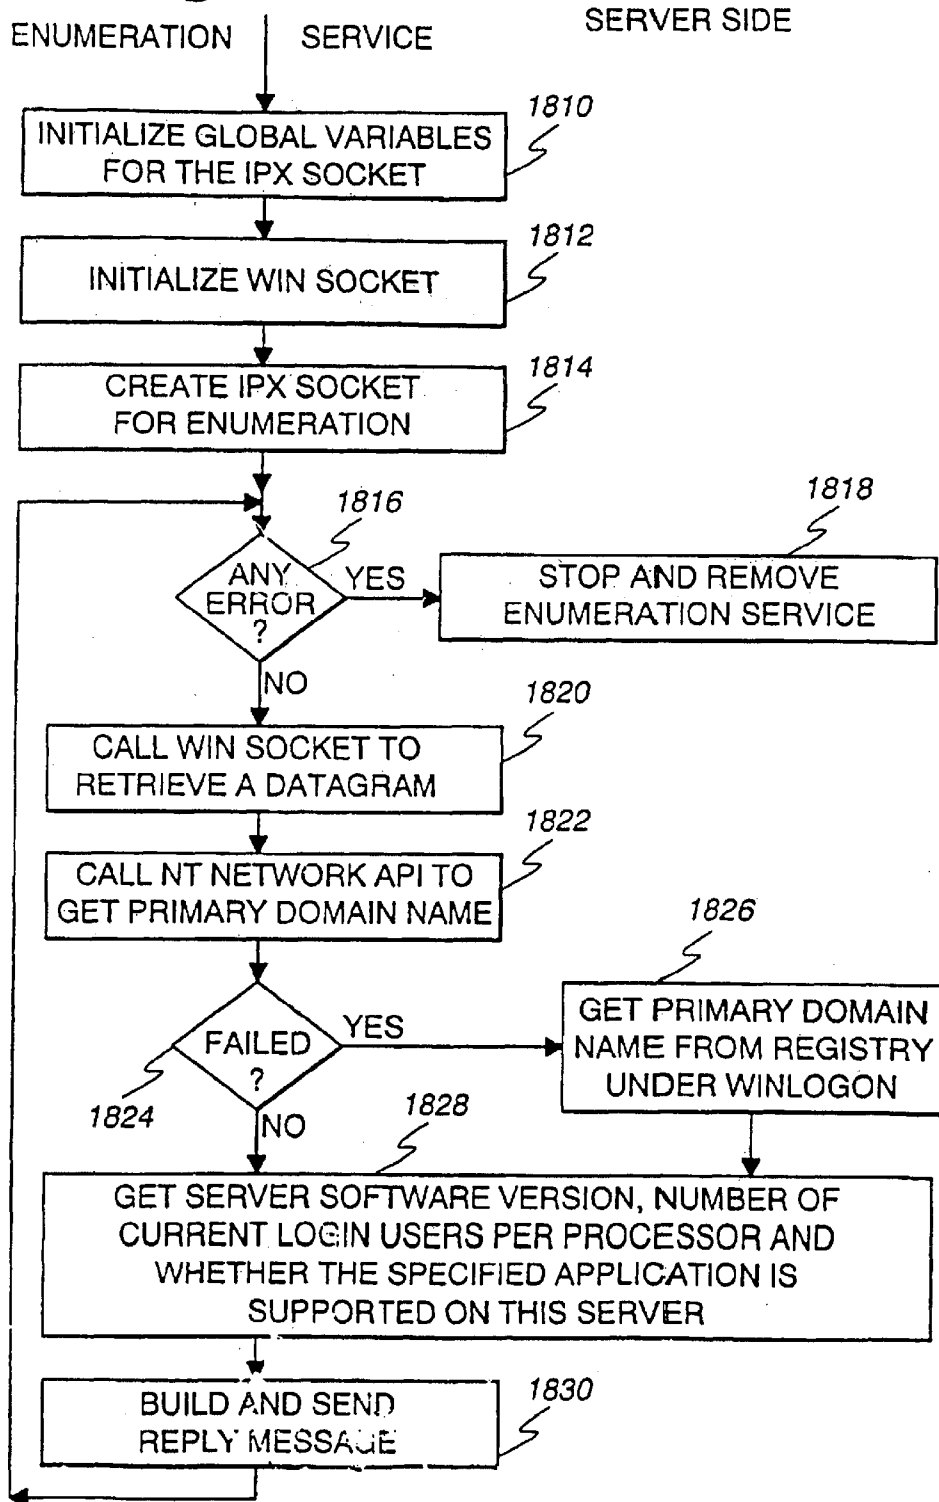 ENUMERATION SERVICE
SERVER SIDE
1810
INITIALIZE GLOBAL VARIABLES
FOR THE IPX SOCKET
1812
INITIALIZE WIN SOCKET
1814
CREATE IPX SOCKET
FOR ENUMERATION
1816
1818
ANY
ERROR
?
YES
STOP AND REMOVE
ENUMERATION SERVICE
NO
1820
CALL WIN SOCKET TO
RETRIEVE A DATAGRAM
1822
CALL NT NETWORK API TO
GET PRIMARY DOMAIN NAME
1826
FAILED
?
YES
GET PRIMARY DOMAIN
NAME FROM REGISTRY
UNDER WINLOGON
1824
NO
1828
GET SERVER SOFTWARE VERSION, NUMBER OF
CURRENT LOGIN USERS PER PROCESSOR AND
WHETHER THE SPECIFIED APPLICATION IS
SUPPORTED ON THIS SERVER
1830
BUILD AND SEND
REPLY MESSAGE